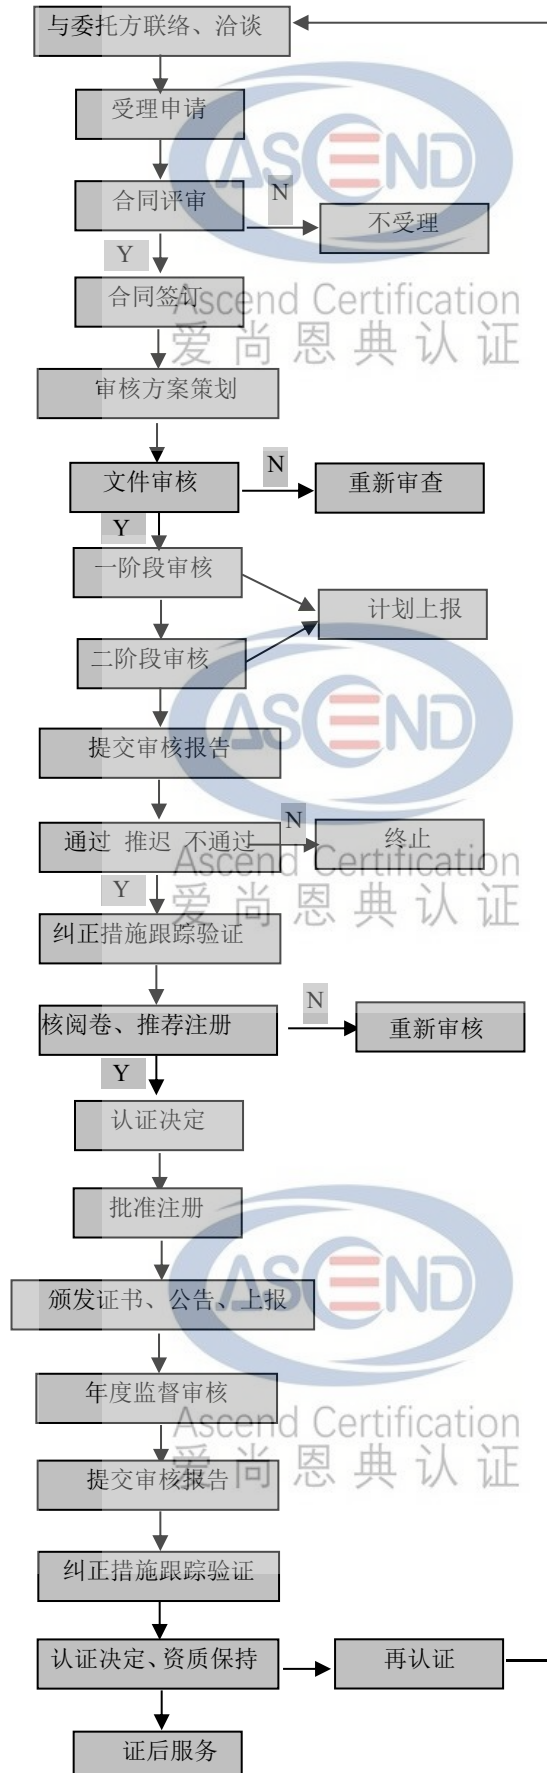 与委托方联络、洽谈
受理申请
合同评审
N
不受理
Y
合同签订
审核方案策划
文件审核
N
重新审查
Y
一阶段审核
计划上报
二阶段审核
提交审核报告
通过 推迟 不通过
N
终止
Y
纠正措施跟踪验证
核阅卷、推荐注册
N
重新审核
Y
认证决定
批准注册
颁发证书、公告、上报
年度监督审核
提交审核报告
纠正措施跟踪验证
认证决定、资质保持
再认证
证后服务
ASCEND
Ascend Certification
爱尚恩典认证
ASCEND
Ascend Certification
爱尚恩典认证
ASCEND
Ascend Certification
爱尚恩典认证